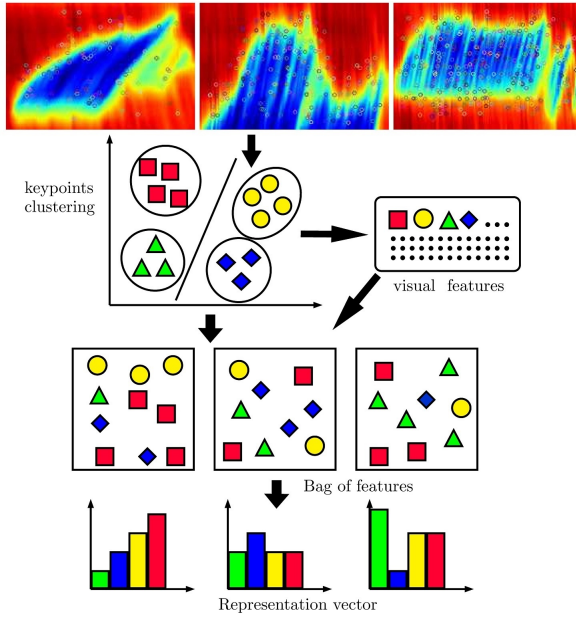 keypoints
clustering
visual features
Bag of features
Representation vector